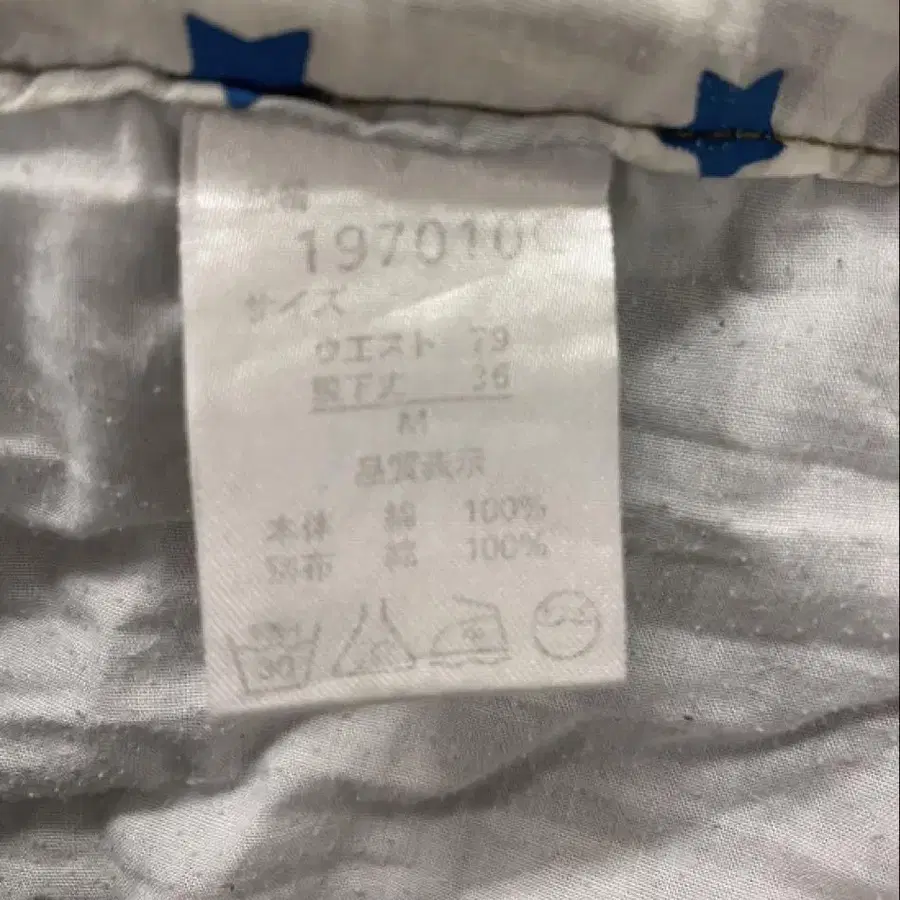 サイズ
ウエスト 79
股下丈 36
M
品質表示
本体 綿 100%
別布 綿 100%
30